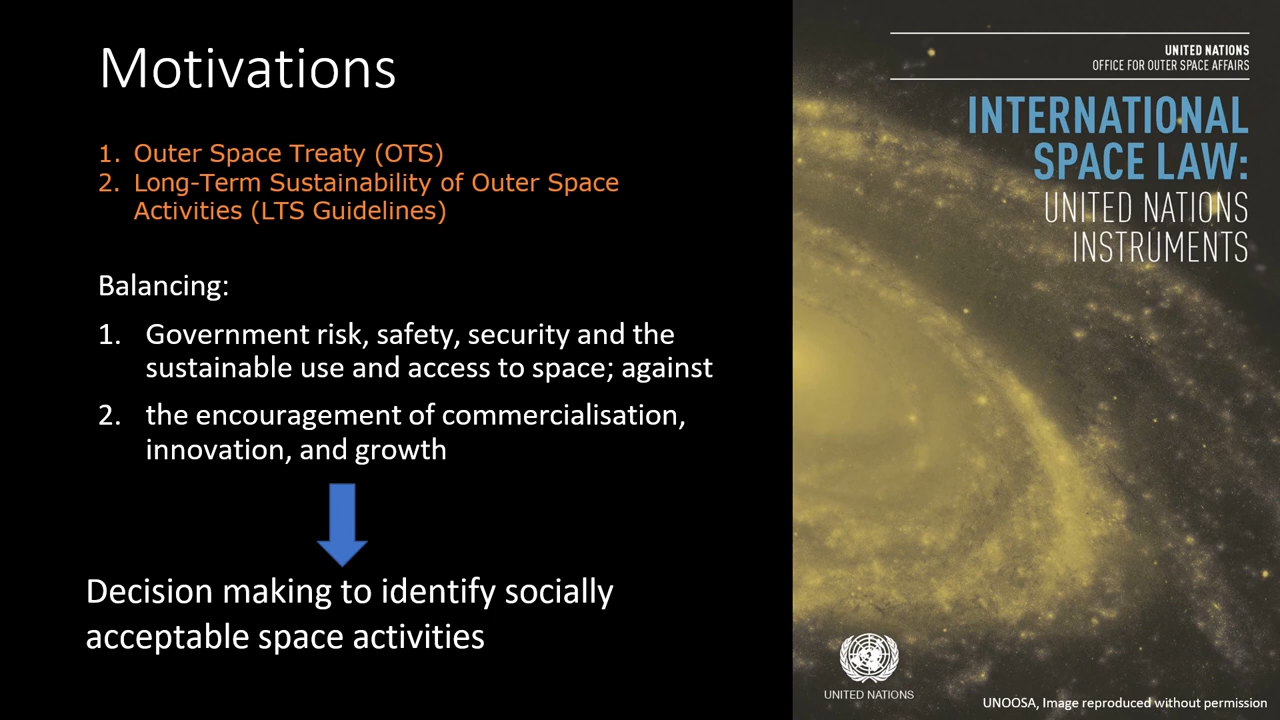 Motivations
1. Outer Space Treaty (OTS)
2. Long-Term Sustainability of Outer Space
Activities (LTS Guidelines)
Balancing:
1. Government risk, safety, security and the
sustainable use and access to space; against
2. the encouragement of commercialisation,
innovation, and growth
Decision making to identify socially
acceptable space activities
UNITED NATIONS
OFFICE FOR OUTER SPACE AFFAIRS
INTERNATIONAL
SPACE LAW:
UNITED NATIONS
INSTRUMENTS
UNITED NATIONS
UNOOSA, Image reproduced without permission